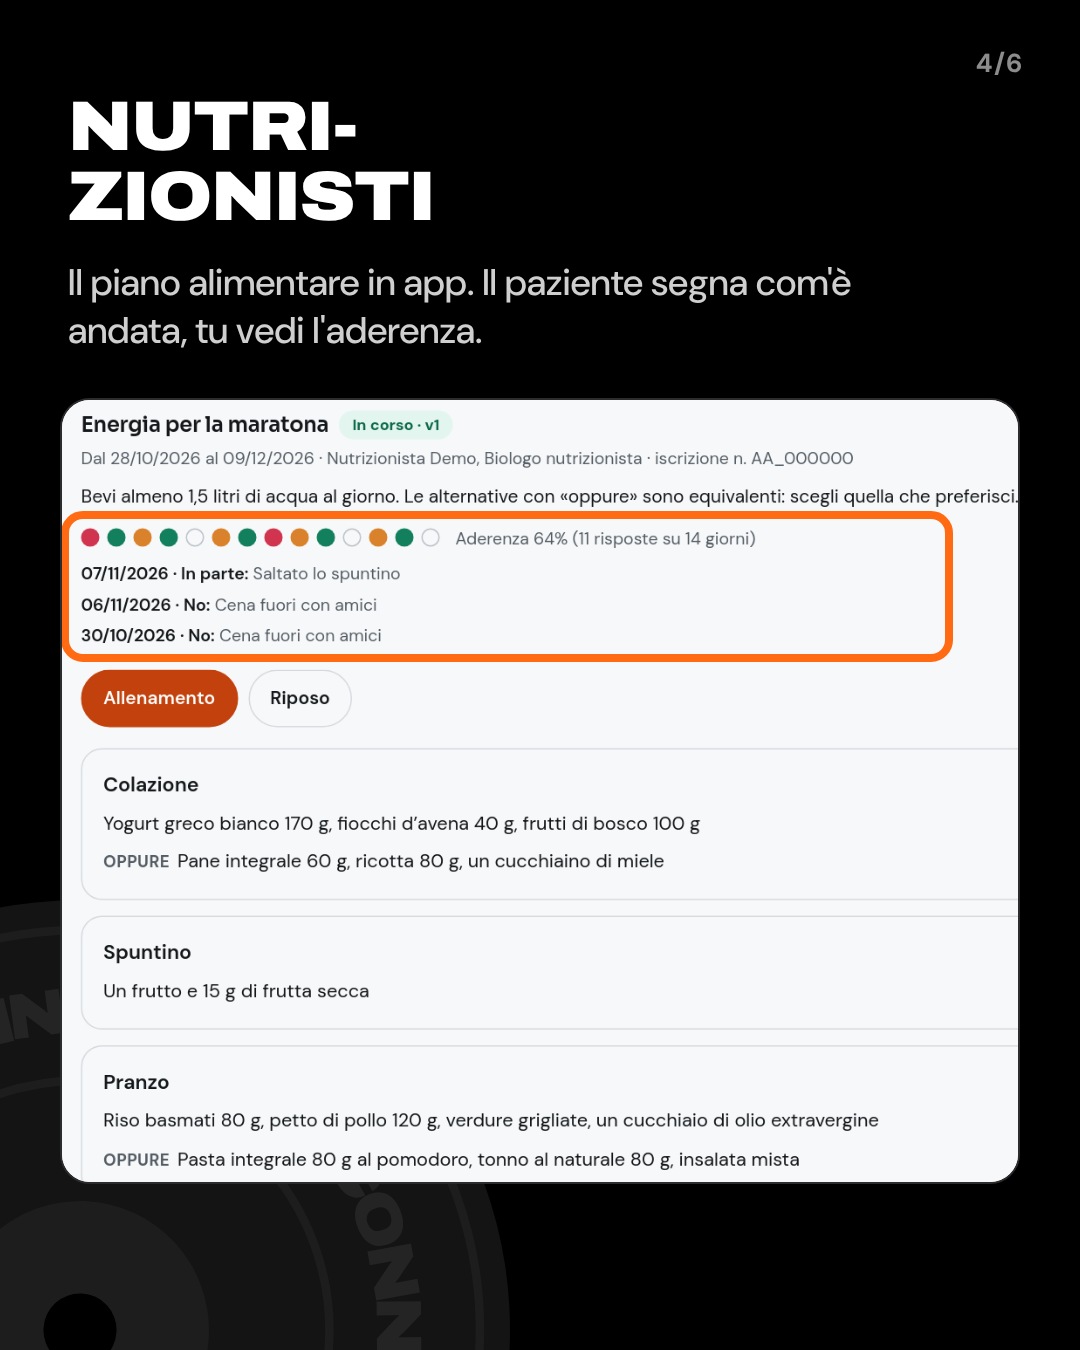 4/6
NUTRI-
ZIONISTI
Il piano alimentare in app. Il paziente segna com'è
andata, tu vedi l'aderenza.
Energia per la maratona In corso · v1
Dal 28/10/2026 al 09/12/2026 · Nutrizionista Demo, Biologo nutrizionista · iscrizione n. AA_000000
Bevi almeno 1,5 litri di acqua al giorno. Le alternative con «oppure» sono equivalenti: scegli quella che preferisci.
Aderenza 64% (11 risposte su 14 giorni)
07/11/2026 · In parte: Saltato lo spuntino
06/11/2026 · No: Cena fuori con amici
30/10/2026 · No: Cena fuori con amici
Allenamento Riposo
Colazione
Yogurt greco bianco 170 g, fiocchi d’avena 40 g, frutti di bosco 100 g
OPPURE Pane integrale 60 g, ricotta 80 g, un cucchiaino di miele
Spuntino
Un frutto e 15 g di frutta secca
Pranzo
Riso basmati 80 g, petto di pollo 120 g, verdure grigliate, un cucchiaio di olio extravergine
OPPURE Pasta integrale 80 g al pomodoro, tonno al naturale 80 g, insalata mista